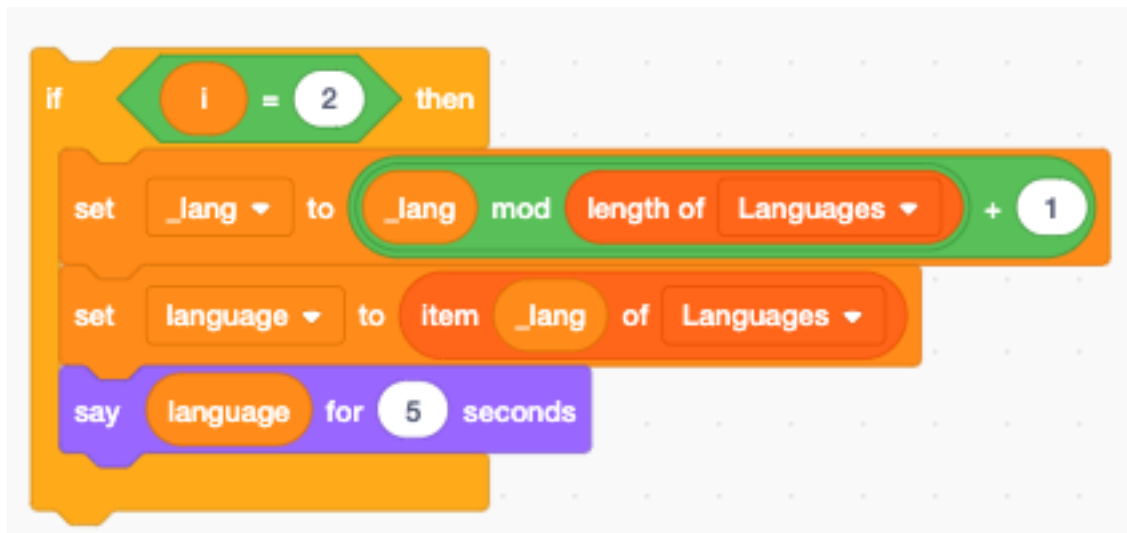 if i = 2 then
set _lang to _lang mod length of Languages + 1
set language to item _lang of Languages
say language for 5 seconds